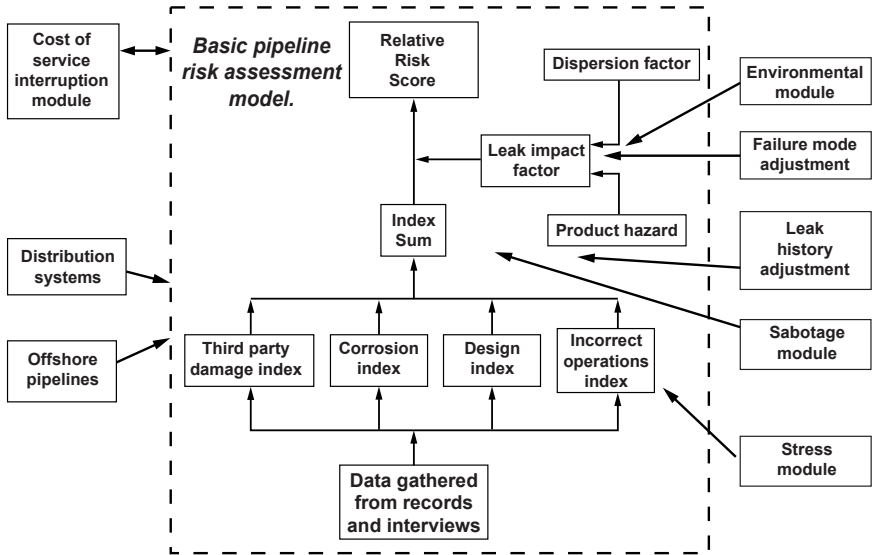 Cost of
service
interruption
module
Basic pipeline
risk assessment
model.
Relative
Risk
Score
Dispersion factor
Environmental
module
Leak impact
factor
Failure mode
adjustment
Index
Sum
Product hazard
Leak
history
adjustment
Distribution
systems
Sabotage
module
Offshore
pipelines
Third party
damage index
Corrosion
index
Design
index
Incorrect
operations
index
Stress
module
Data gathered
from records
and interviews